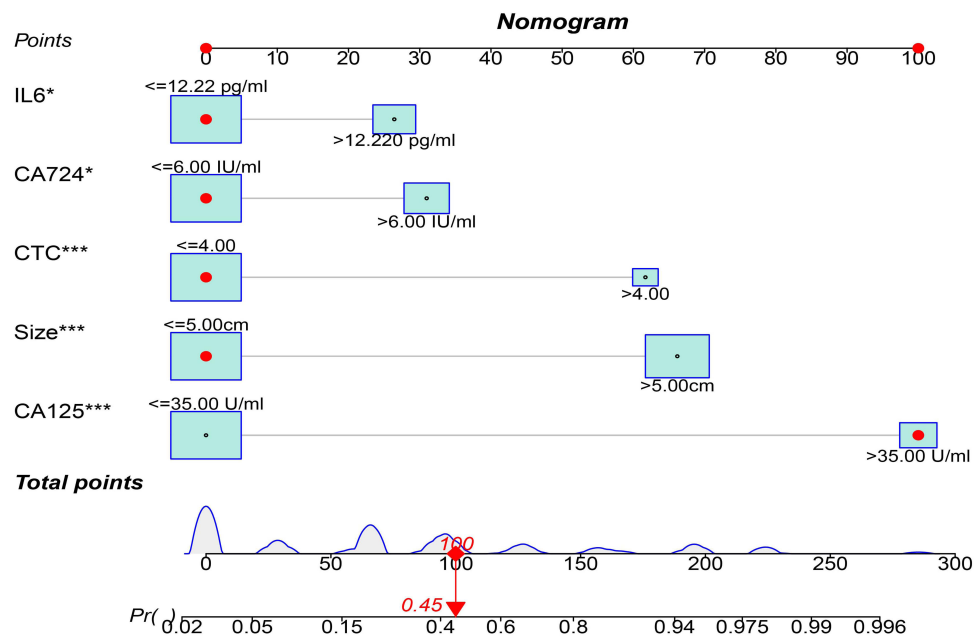 Nomogram
Points
0 10 20 30 40 50 60 70 80 90 100
<=12.22 pg/ml
IL6*
>12.220 pg/ml
<=6.00 IU/ml
CA724*
>6.00 IU/ml
<=4.00
CTC***
>4.00
<=5.00cm
Size***
>5.00cm
<=35.00 U/ml
CA125***
>35.00 U/ml
Total points
100
0 50 100 150 200 250 300
0.45
Pr( )
0.02 0.05 0.15 0.4 0.6 0.8 0.94 0.975 0.99 0.996